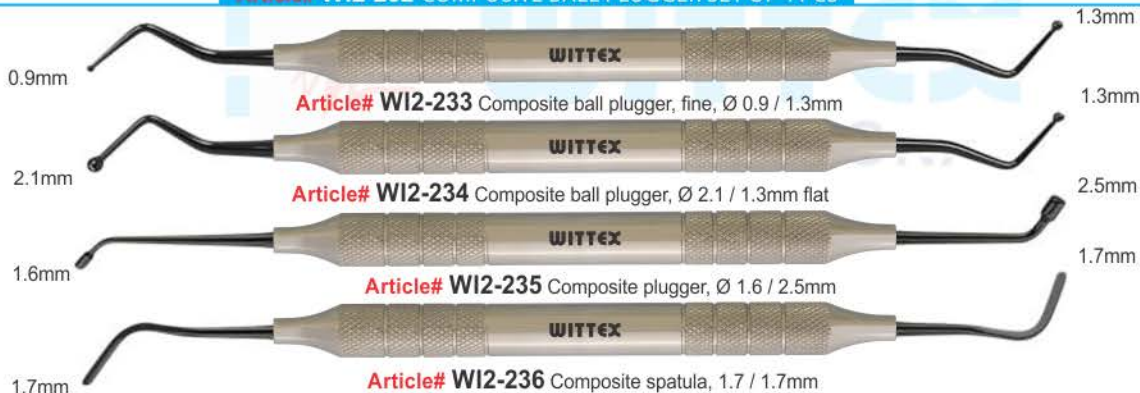 1.3mm
WITTEX
0.9mm
Article# WI2-233 Composite ball plugger, fine, Ø 0.9 / 1.3mm
1.3mm
WITTEX
2.1mm
Article# WI2-234 Composite ball plugger, Ø 2.1 / 1.3mm flat
2.5mm
WITTEX
1.6mm
1.7mm
Article# WI2-235 Composite plugger, Ø 1.6 / 2.5mm
WITTEX
1.7mm
Article# WI2-236 Composite spatula, 1.7 / 1.7mm